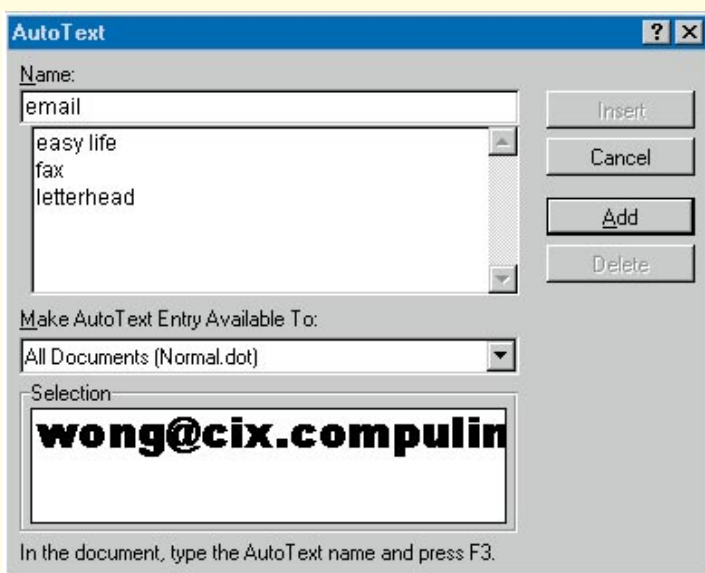 AutoText
Name:
email
easy life
fax
letterhead
Insert
Cancel
Add
Delete
Make AutoText Entry Available To:
All Documents (Normal.dot)
Selection
wong@cix.compulin
In the document, type the AutoText name and press F3.